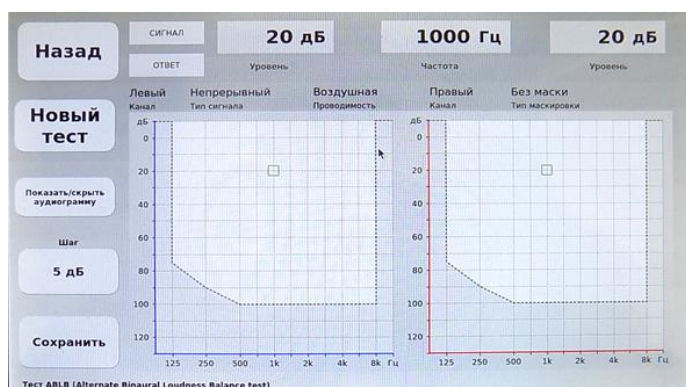 Назад
СИГНАЛ
ОТВЕТ
20 дБ
Уровень
1000 Гц
Частота
20 дБ
Уровень
Новый
тест
Показать/скрыть
аудиограмму
Шаг
5 дБ
Сохранить
Левый Непрерывный Воздушная
Канал Тип сигнала Проводимость
дБ
0
20
40
60
80
100
120
125 250 500 1k 2k 4k 8k Гц
Правый Без маски
Канал Тип маскировки
дБ
0
20
40
60
80
100
120
125 250 500 1k 2k 4k 8k Гц
Тест ABLB (Alternate Binaural Loudness Balance test)